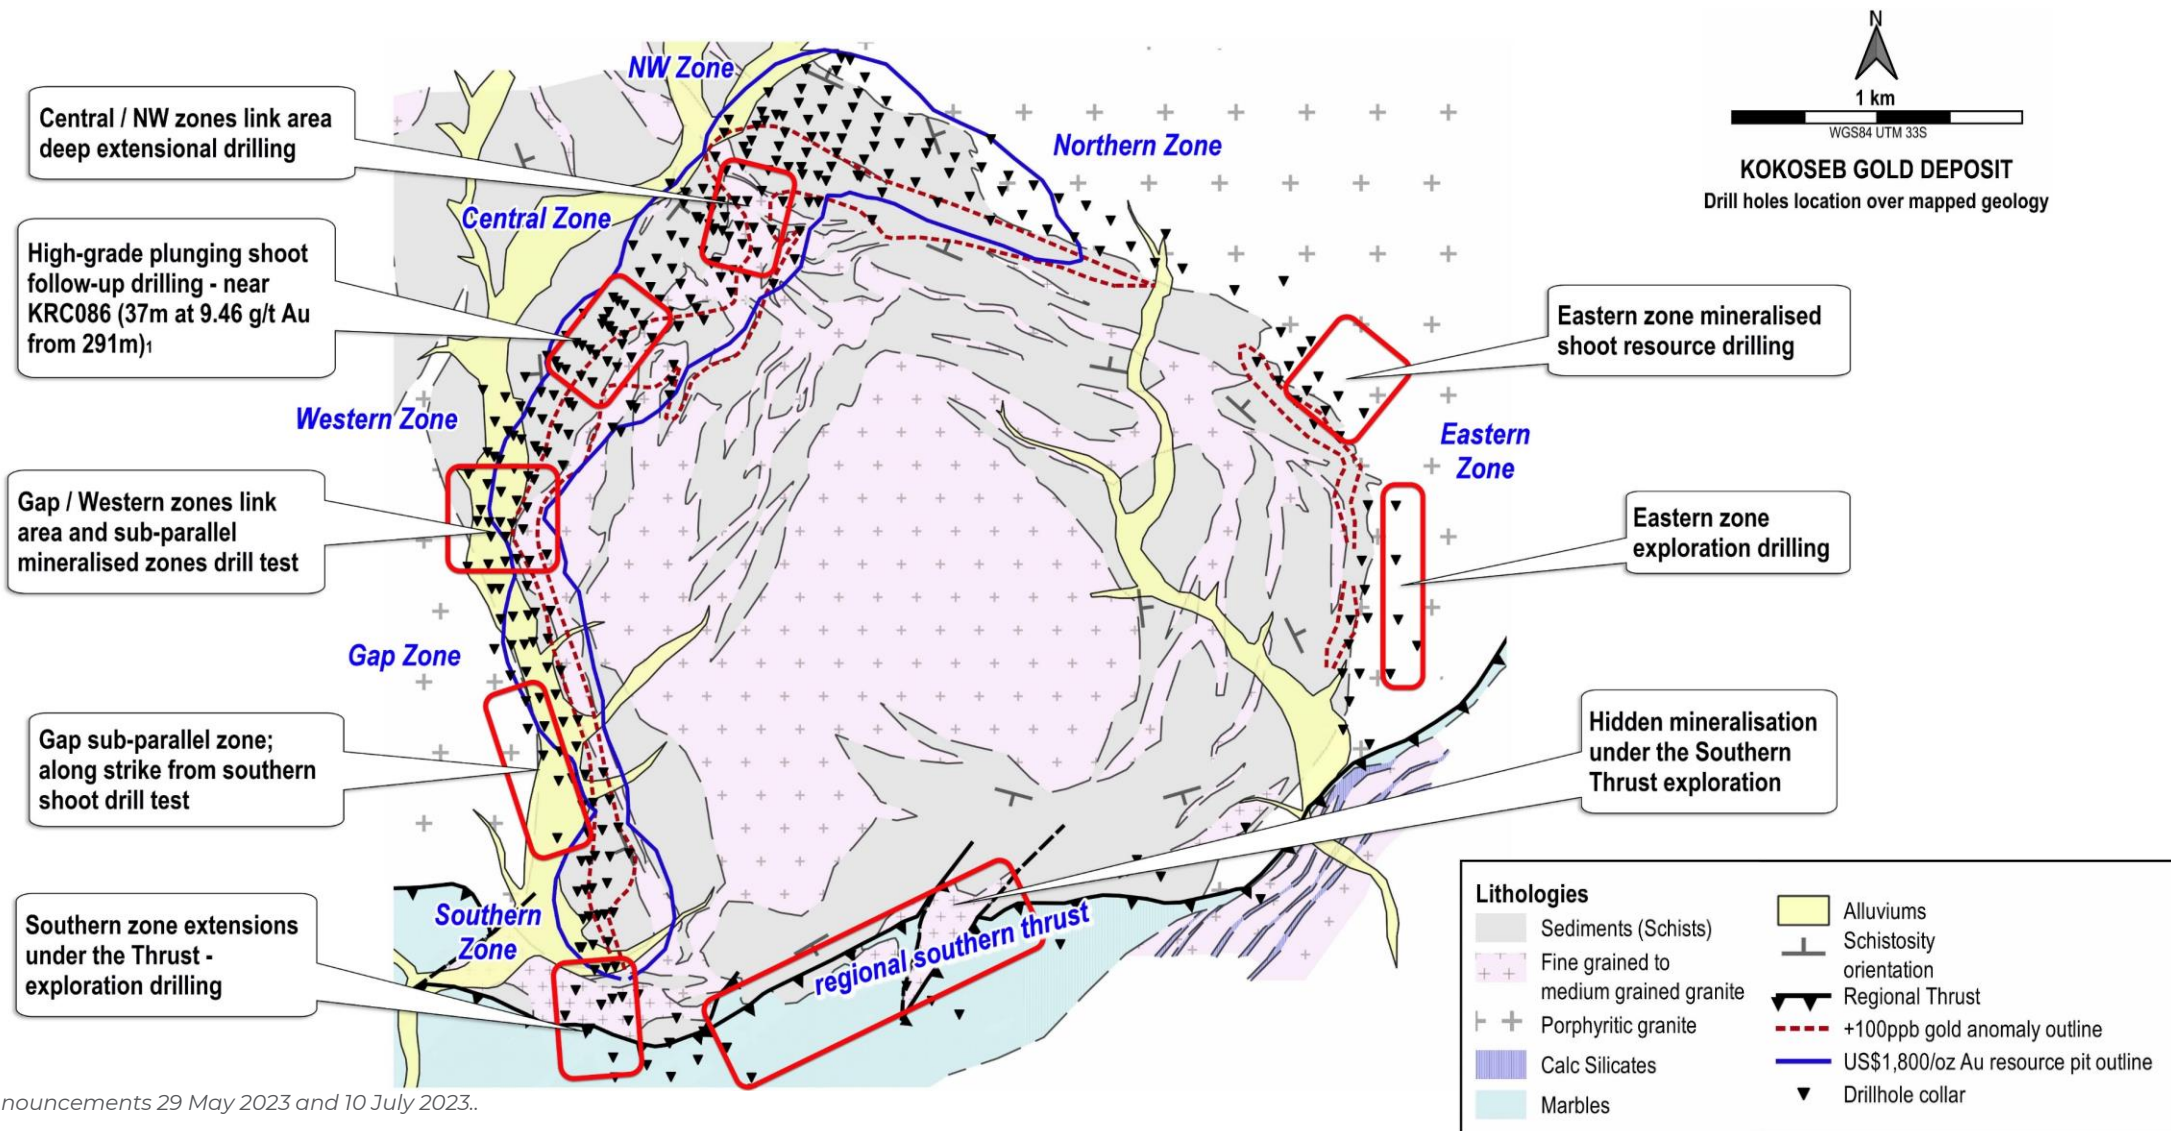 NW Zone
N
1 km
WGS84 UTM 33S
KOKOSEB GOLD DEPOSIT
Drill holes location over mapped geology
Central / NW zones link area
deep extensional drilling
Northern Zone
Central Zone
High-grade plunging shoot
follow-up drilling - near
KRC086 (37m at 9.46 g/t Au
from 291m)1
Eastern zone mineralised
shoot resource drilling
Western Zone
Eastern
Zone
Gap / Western zones link
area and sub-parallel
mineralised zones drill test
Eastern zone
exploration drilling
Gap Zone
Gap sub-parallel zone;
along strike from southern
shoot drill test
Hidden mineralisation
under the Southern
Thrust exploration
Southern zone extensions
under the Thrust -
exploration drilling
Southern
Zone
regional southern thrust
Lithologies
Sediments (Schists)
Fine grained to
medium grained granite
Porphyritic granite
Calc Silicates
Marbles
Alluviums
Schistosity
orientation
Regional Thrust
+100ppb gold anomaly outline
US$1,800/oz Au resource pit outline
Drillhole collar
nouncements 29 May 2023 and 10 July 2023..